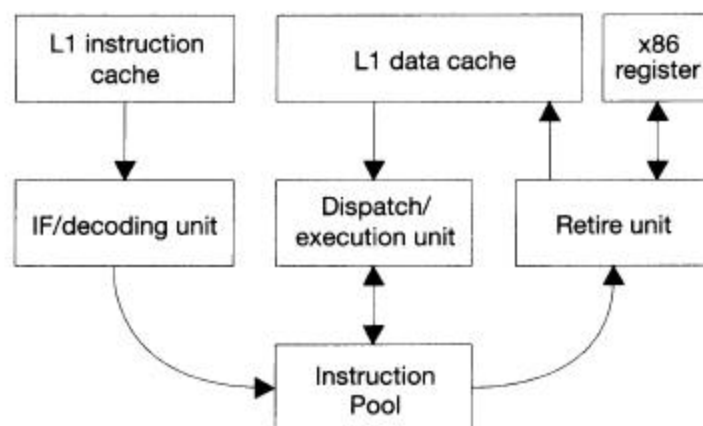 L1 instruction
cache
L1 data cache
x86
register
IF/decoding unit
Dispatch/
execution unit
Retire unit
Instruction
Pool